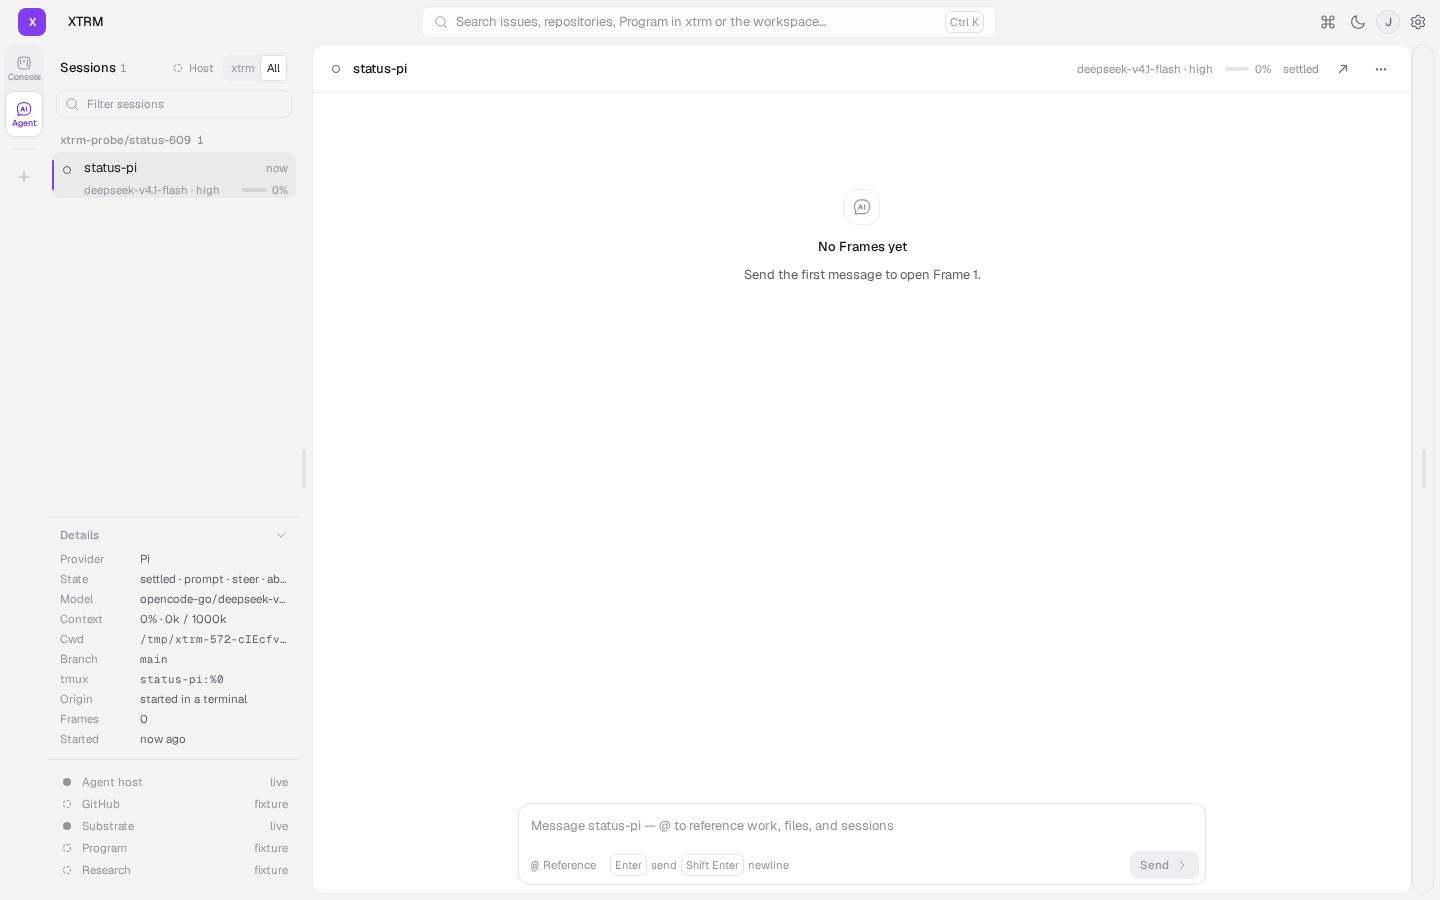 X XTRM Search issues, repositories, Program in xtrm or the workspace… Ctrl K J
Console
AI
Agent
Sessions 1 Host xtrm All
Filter sessions
xtrm-probe/status-609 1
status-pi now
deepseek-v4.1-flash · high 0%
status-pi deepseek-v4.1-flash · high 0% settled
AI
No Frames yet
Send the first message to open Frame 1.
Details
Provider Pi
State settled · prompt · steer · ab…
Model opencode-go/deepseek-v…
Context 0% · 0k / 1000k
Cwd /tmp/xtrm-572-cIEcfv…
Branch main
tmux status-pi:%0
Origin started in a terminal
Frames 0
Started now ago
Agent host live
GitHub fixture
Substrate live
Program fixture
Research fixture
Message status-pi — @ to reference work, files, and sessions
@ Reference Enter send Shift Enter newline Send